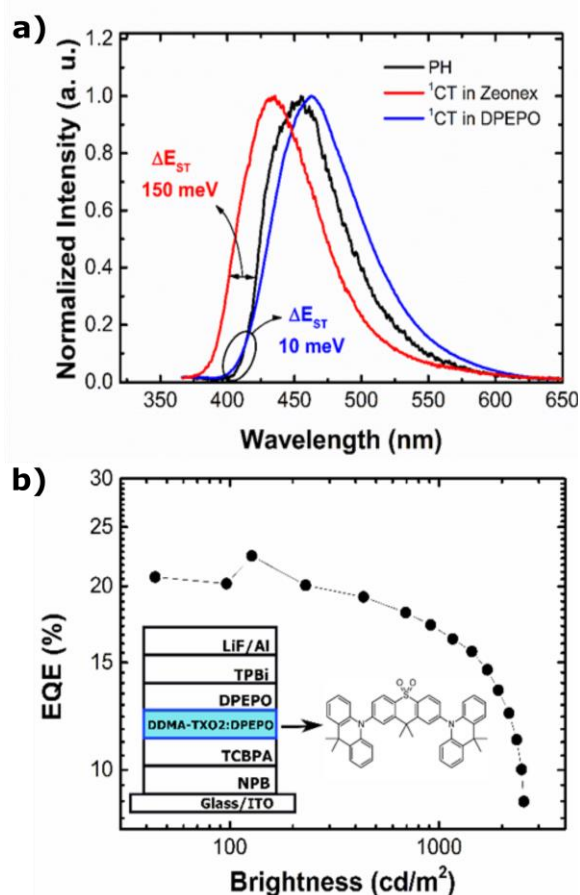 a)
Normalized Intensity (a. u.)
1.2
1.0
0.8
0.6
0.4
0.2
0.0
PH
¹CT in Zeonex
¹CT in DPEPO
ΔE_ST
150 meV
ΔE_ST
10 meV
350 400 450 500 550 600 650
Wavelength (nm)
b)
EQE (%)
30
25
20
15
10
LiF/Al
TPBi
DPEPO
DDMA-TXO2:DPEPO
TCBPA
NPB
Glass/ITO
O O
S
N N
100 1000
Brightness (cd/m²)